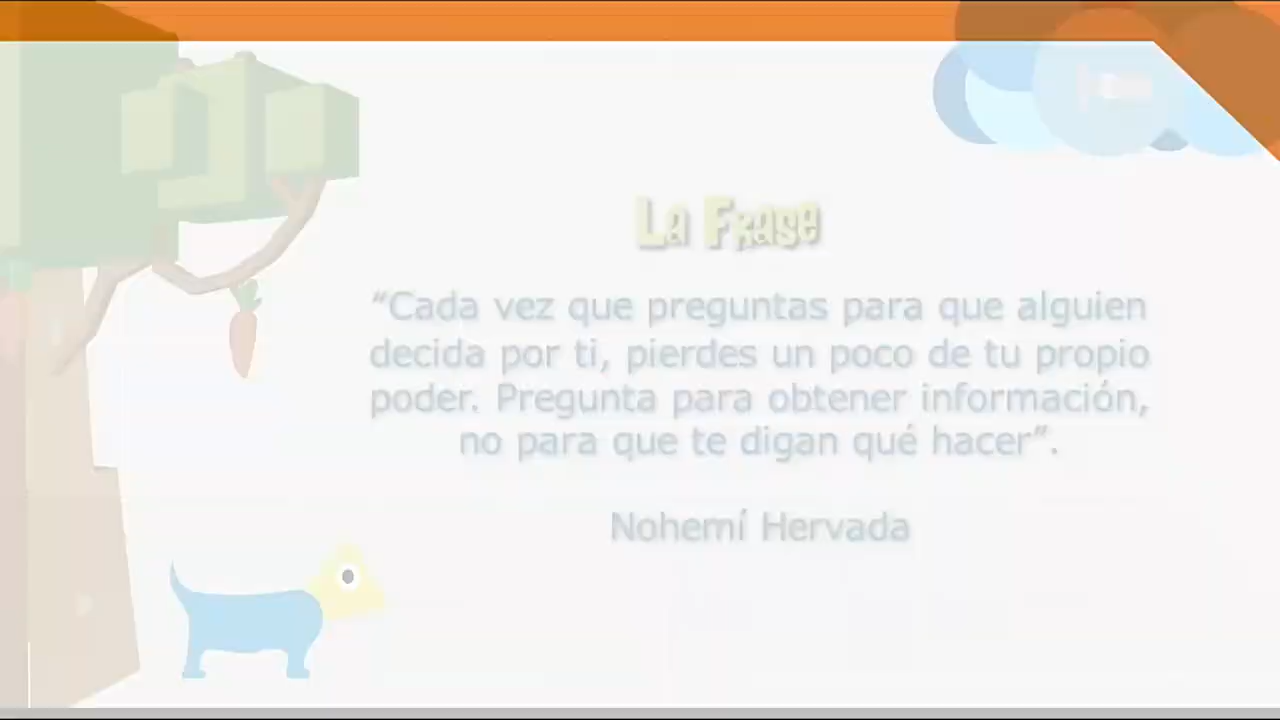 La Frase
“Cada vez que preguntas para que alguien
decida por ti, pierdes un poco de tu propio
poder. Pregunta para obtener información,
no para que te digan qué hacer”.
Nohemí Hervada